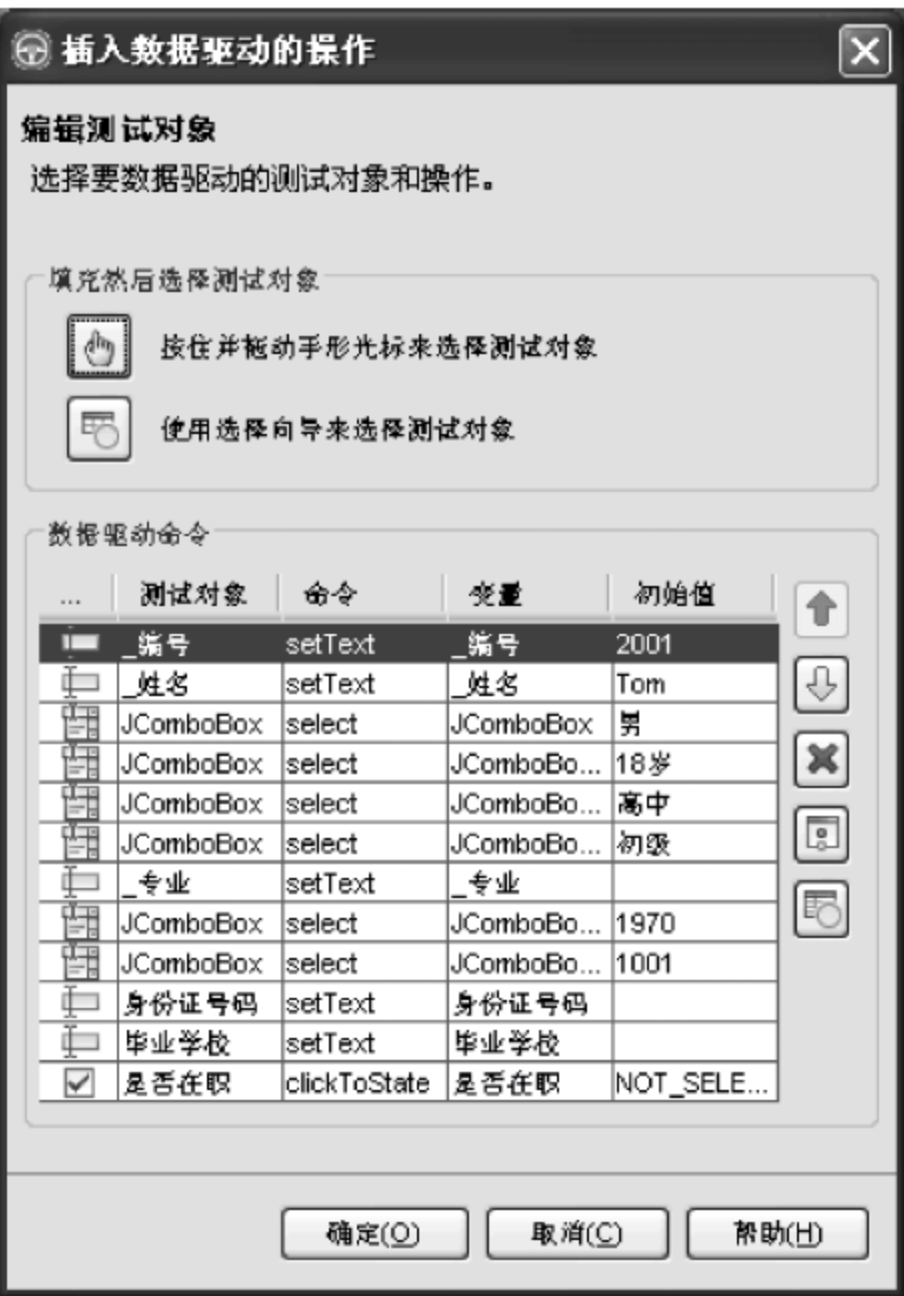 插入数据驱动的操作
编辑测试对象
选择要数据驱动的测试对象和操作。
填充然后选择测试对象
按住并拖动手形光标来选择测试对象
使用选择向导来选择测试对象
数据驱动命令
... 测试对象 命令 变量 初始值
_编号 setText _编号 2001
_姓名 setText _姓名 Tom
JComboBox select JComboBox 男
JComboBox select JComboBo... 18岁
JComboBox select JComboBo... 高中
JComboBox select JComboBo... 初级
_专业 setText _专业
JComboBox select JComboBo... 1970
JComboBox select JComboBo... 1001
身份证号码 setText 身份证号码
毕业学校 setText 毕业学校
是否在职 clickToState 是否在职 NOT_SELE...
确定(O) 取消(C) 帮助(H)